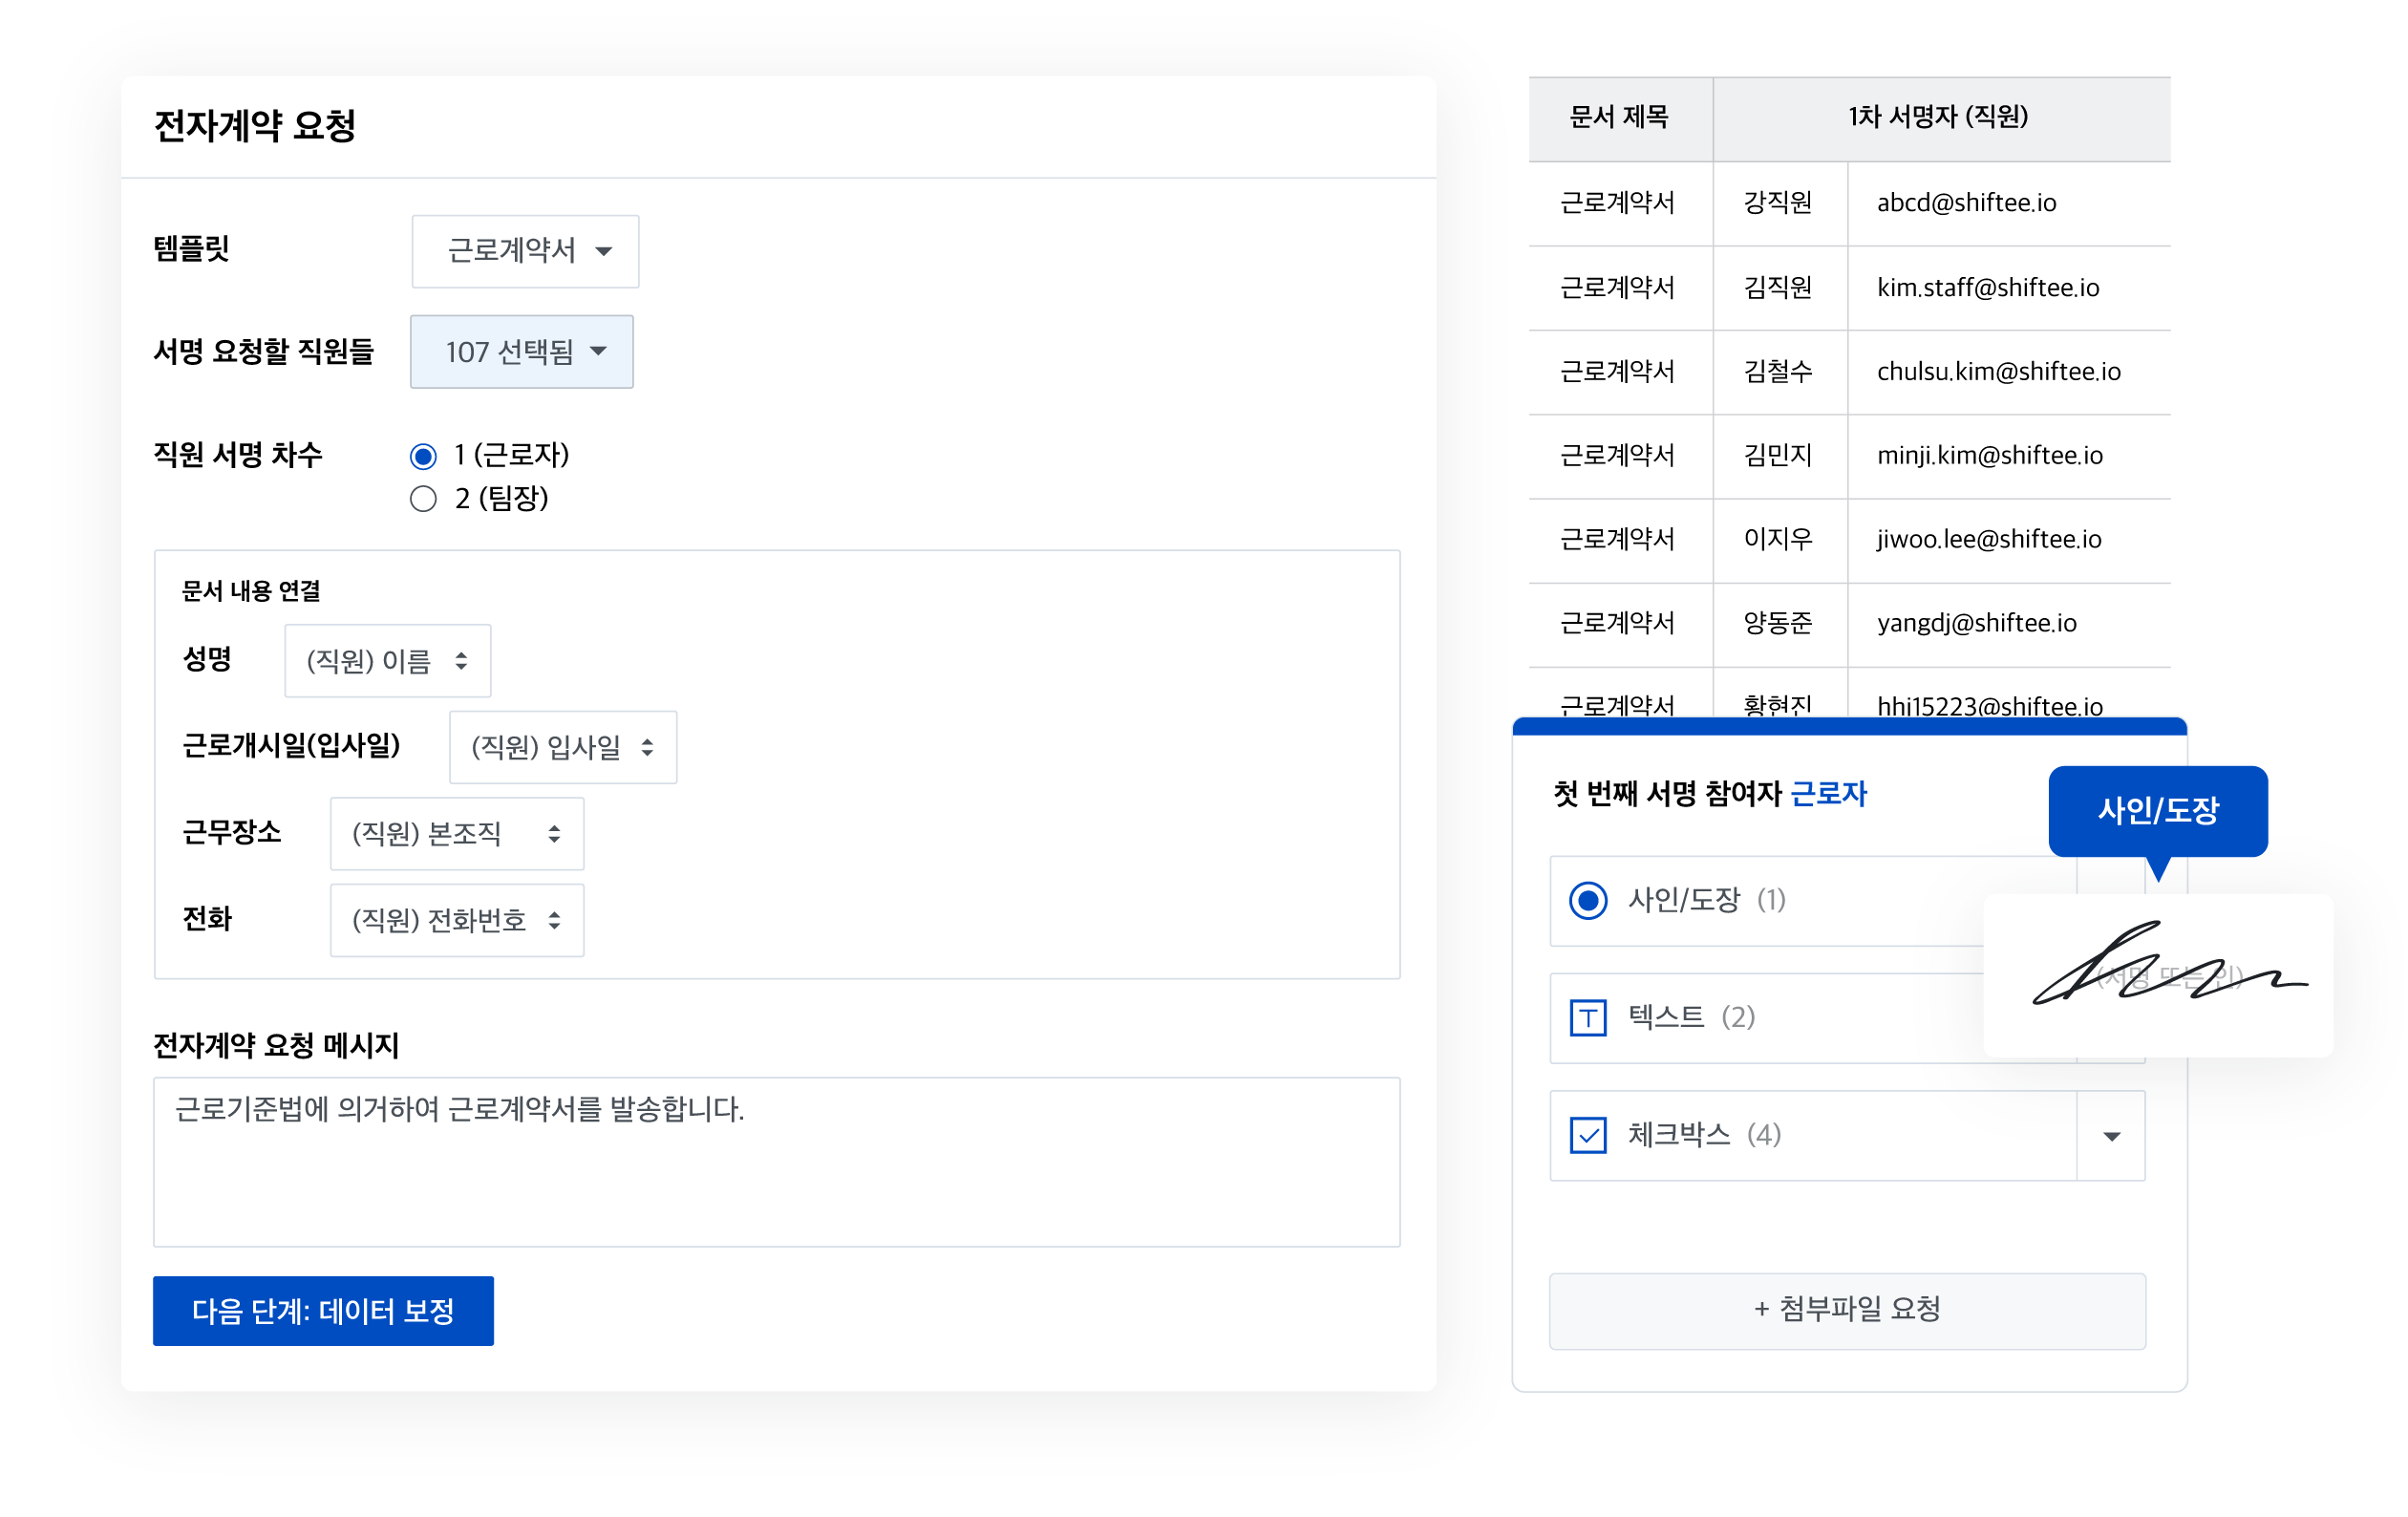 전자계약 요청
템플릿 근로계약서
서명 요청할 직원들 107 선택됨
직원 서명 차수 1 (근로자)
2 (팀장)
문서 내용 연결
성명 (직원) 이름
근로개시일(입사일) (직원) 입사일
근무장소 (직원) 본조직
전화 (직원) 전화번호
전자계약 요청 메시지
근로기준법에 의거하여 근로계약서를 발송합니다.
다음 단계: 데이터 보정
문서 제목 1차 서명자 (직원)
근로계약서 강직원 abcd@shiftee.io
근로계약서 김직원 kim.staff@shiftee.io
근로계약서 김철수 chulsu.kim@shiftee.io
근로계약서 김민지 minji.kim@shiftee.io
근로계약서 이지우 jiwoo.lee@shiftee.io
근로계약서 양동준 yangdj@shiftee.io
근로계약서 황현진 hhj15223@shiftee.io
첫 번째 서명 참여자 근로자
사인/도장
사인/도장 (1)
(서명 또는 인)
텍스트 (2)
체크박스 (4)
+ 첨부파일 요청